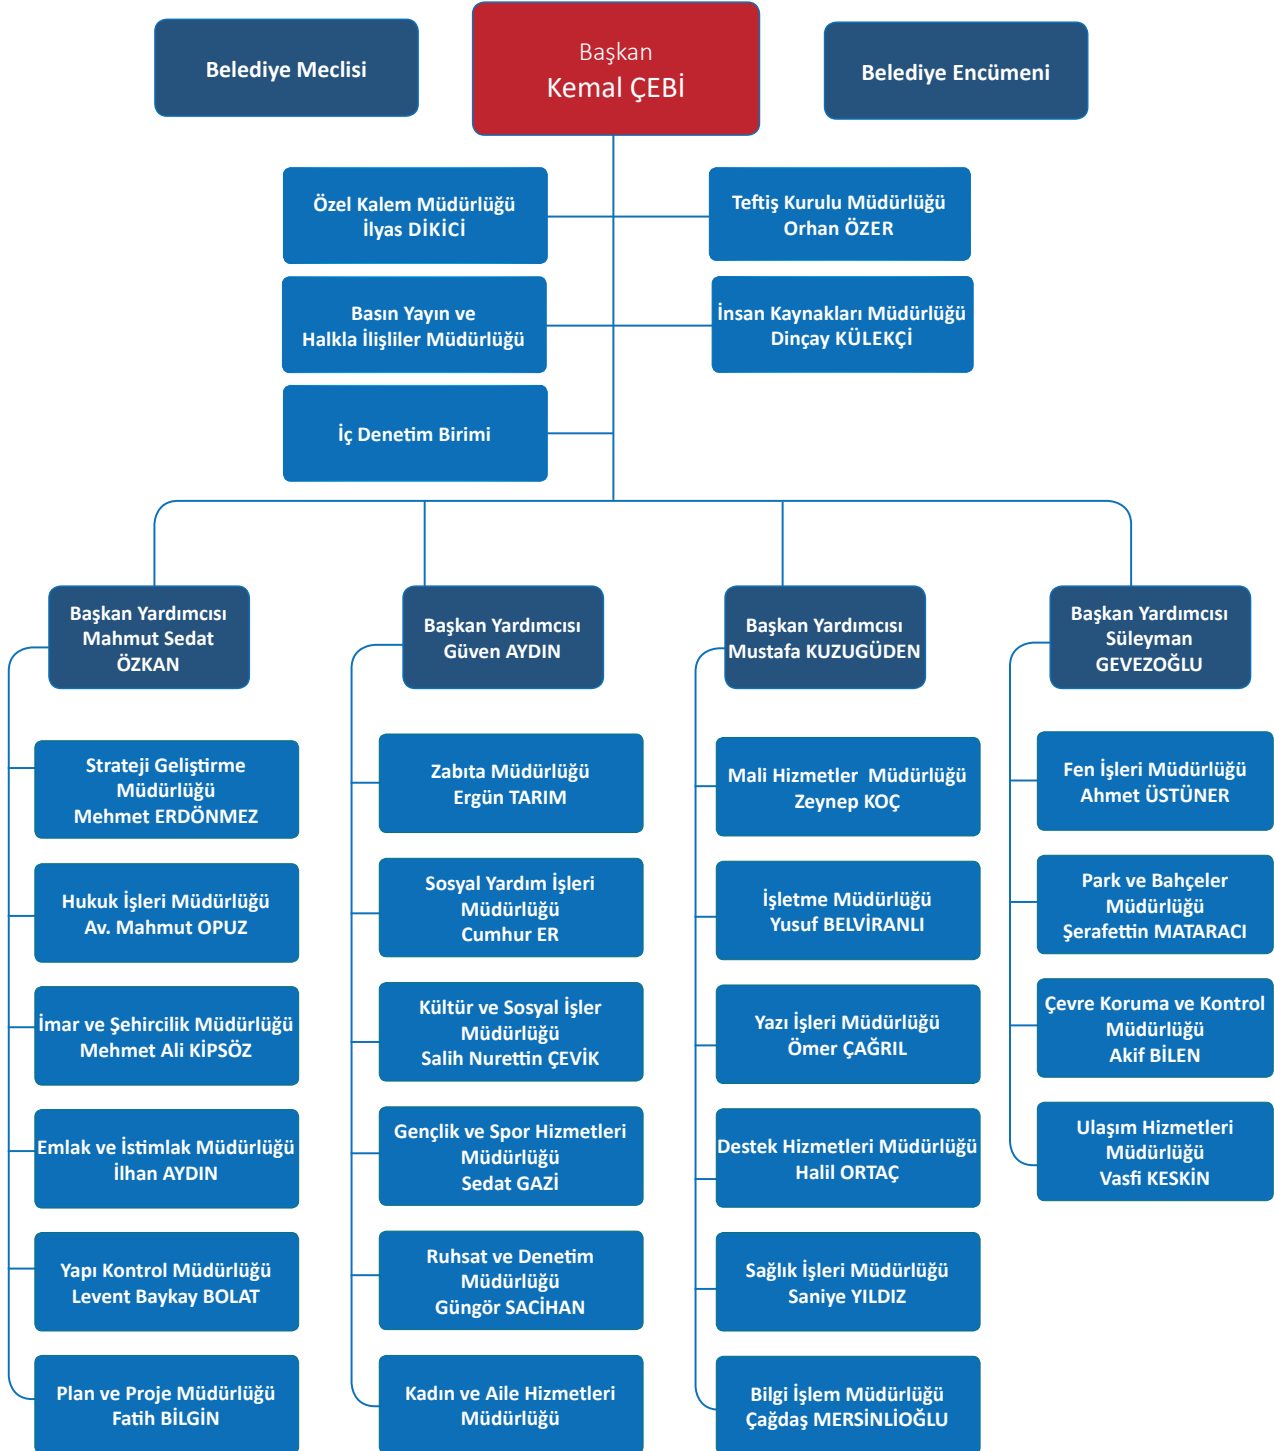 Belediye Meclisi
Başkan
Kemal ÇEBİ
Belediye Encümeni
Özel Kalem Müdürlüğü
İlyas DİKİCİ
Teftiş Kurulu Müdürlüğü
Orhan ÖZER
Basın Yayın ve
Halkla İlişliler Müdürlüğü
İnsan Kaynakları Müdürlüğü
Dinçay KÜLEKÇİ
İç Denetim Birimi
Başkan Yardımcısı
Mahmut Sedat
ÖZKAN
Başkan Yardımcısı
Güven AYDIN
Başkan Yardımcısı
Mustafa KUZUGÜDEN
Başkan Yardımcısı
Süleyman
GEVEZOĞLU
Strateji Geliştirme
Müdürlüğü
Mehmet ERDÖNMEZ
Hukuk İşleri Müdürlüğü
Av. Mahmut OPUZ
İmar ve Şehircilik Müdürlüğü
Mehmet Ali KİPSÖZ
Emlak ve İstimlak Müdürlüğü
İlhan AYDIN
Yapı Kontrol Müdürlüğü
Levent Baykay BOLAT
Plan ve Proje Müdürlüğü
Fatih BİLGİN
Zabıta Müdürlüğü
Ergün TARIM
Sosyal Yardım İşleri
Müdürlüğü
Cumhur ER
Kültür ve Sosyal İşler
Müdürlüğü
Salih Nurettin ÇEVİK
Gençlik ve Spor Hizmetleri
Müdürlüğü
Sedat GAZİ
Ruhsat ve Denetim
Müdürlüğü
Güngör SACİHAN
Kadın ve Aile Hizmetleri
Müdürlüğü
Mali Hizmetler  Müdürlüğü
Zeynep KOÇ
İşletme Müdürlüğü
Yusuf BELVİRANLI
Yazı İşleri Müdürlüğü
Ömer ÇAĞRIL
Destek Hizmetleri Müdürlüğü
Halil ORTAÇ
Sağlık İşleri Müdürlüğü
Saniye YILDIZ
Bilgi İşlem Müdürlüğü
Çağdaş MERSİNLİOĞLU
Fen İşleri Müdürlüğü
Ahmet ÜSTÜNER
Park ve Bahçeler
Müdürlüğü
Şerafettin MATARACI
Çevre Koruma ve Kontrol
Müdürlüğü
Akif BİLEN
Ulaşım Hizmetleri
Müdürlüğü
Vasfi KESKİN